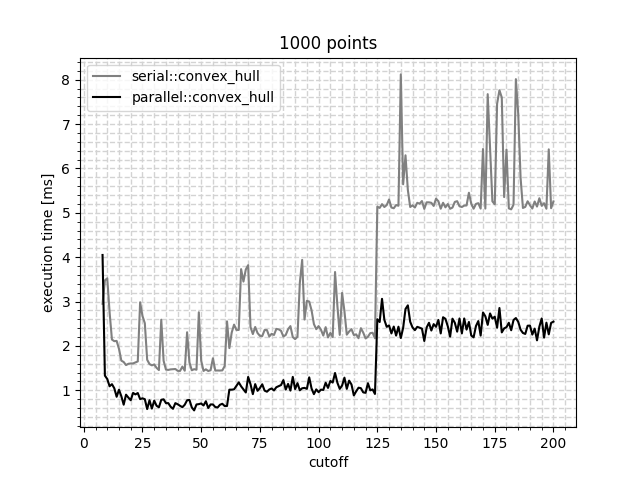 1000 points
serial::convex_hull
parallel::convex_hull
execution time [ms]
8
7
6
5
4
3
2
1
0 25 50 75 100 125 150 175 200
cutoff